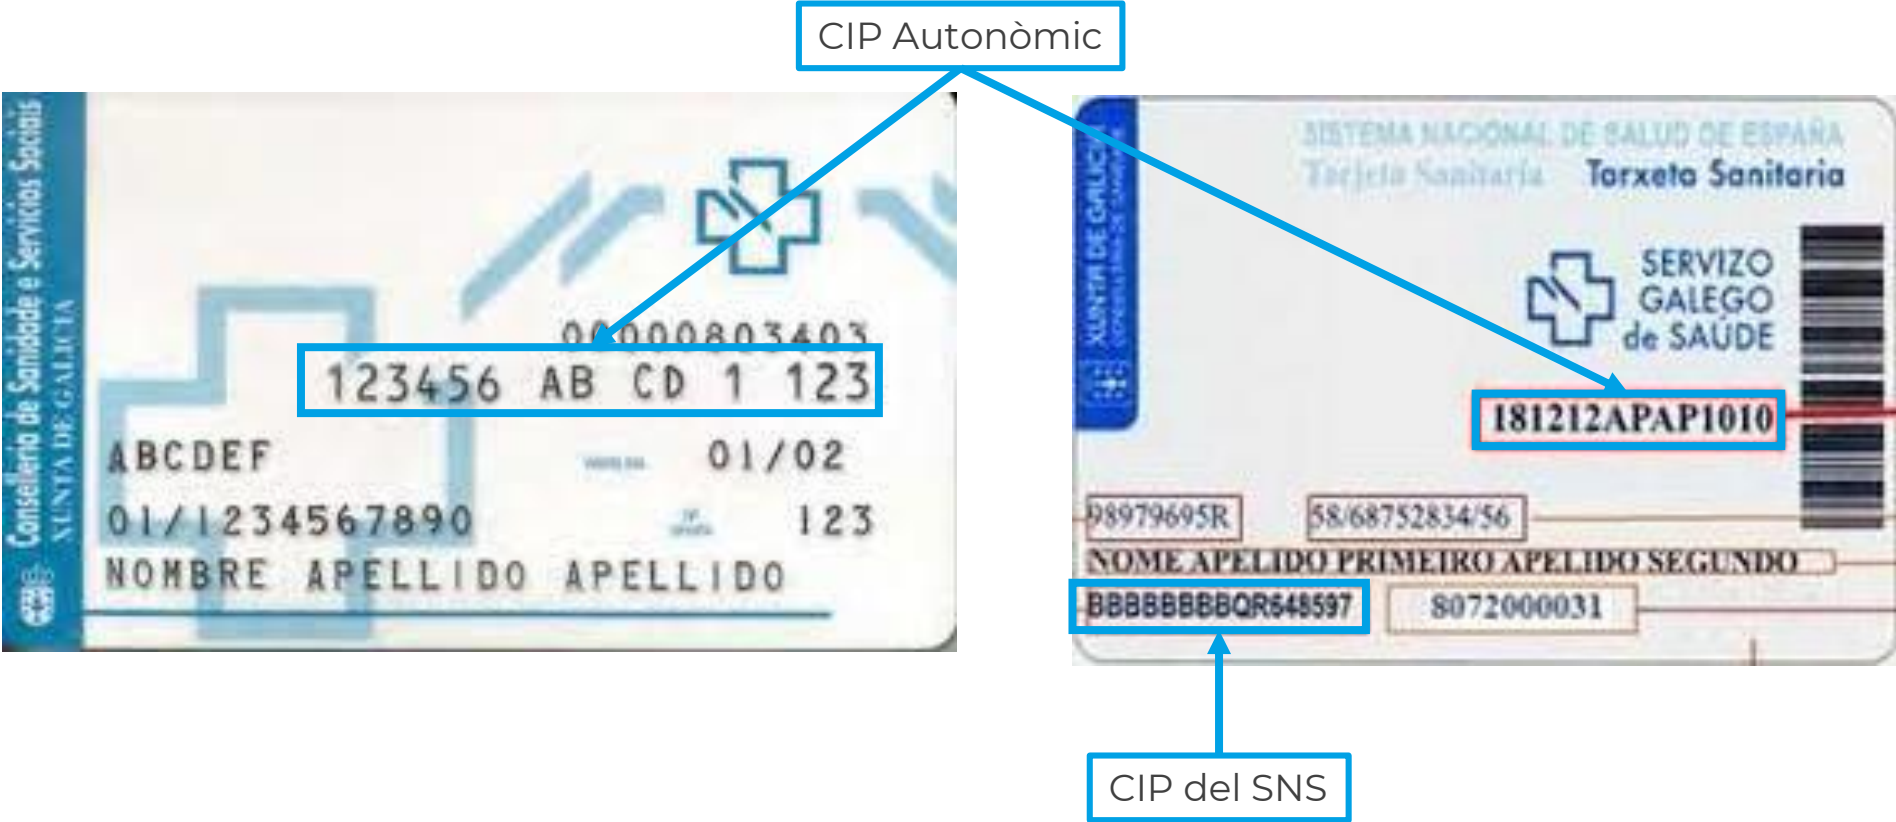 CIP Autonòmic
Consellería de Sanidade e Servicios Sociais
XUNTA DE GALICIA
00000803403
123456 AB CD 1 123
ABCDEF
01/02
01/1234567890
123
NOMBRE APELLIDO APELLIDO
XUNTA DE GALICIA
SISTEMA NACIONAL DE SALUD DE ESPAÑA
Tarjeta Sanitaria Tarxeta Sanitaria
SERVIZO
GALEGO
de SAÚDE
181212APAP1010
98979695R
58/68752834/56
NOME APELIDO PRIMEIRO APELIDO SEGUNDO
BBBBBBBBQR648597
8072000031
CIP del SNS